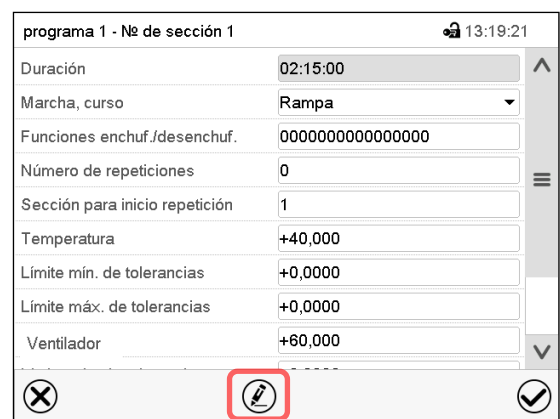 programa 1 - Nº de sección 1 13:19:21
Duración 02:15:00
Marcha, curso Rampa
Funciones enchuf./desenchuf. 0000000000000000
Número de repeticiones 0
Sección para inicio repetición 1
Temperatura +40,000
Límite mín. de tolerancias +0,0000
Límite máx. de tolerancias +0,0000
Ventilador +60,000